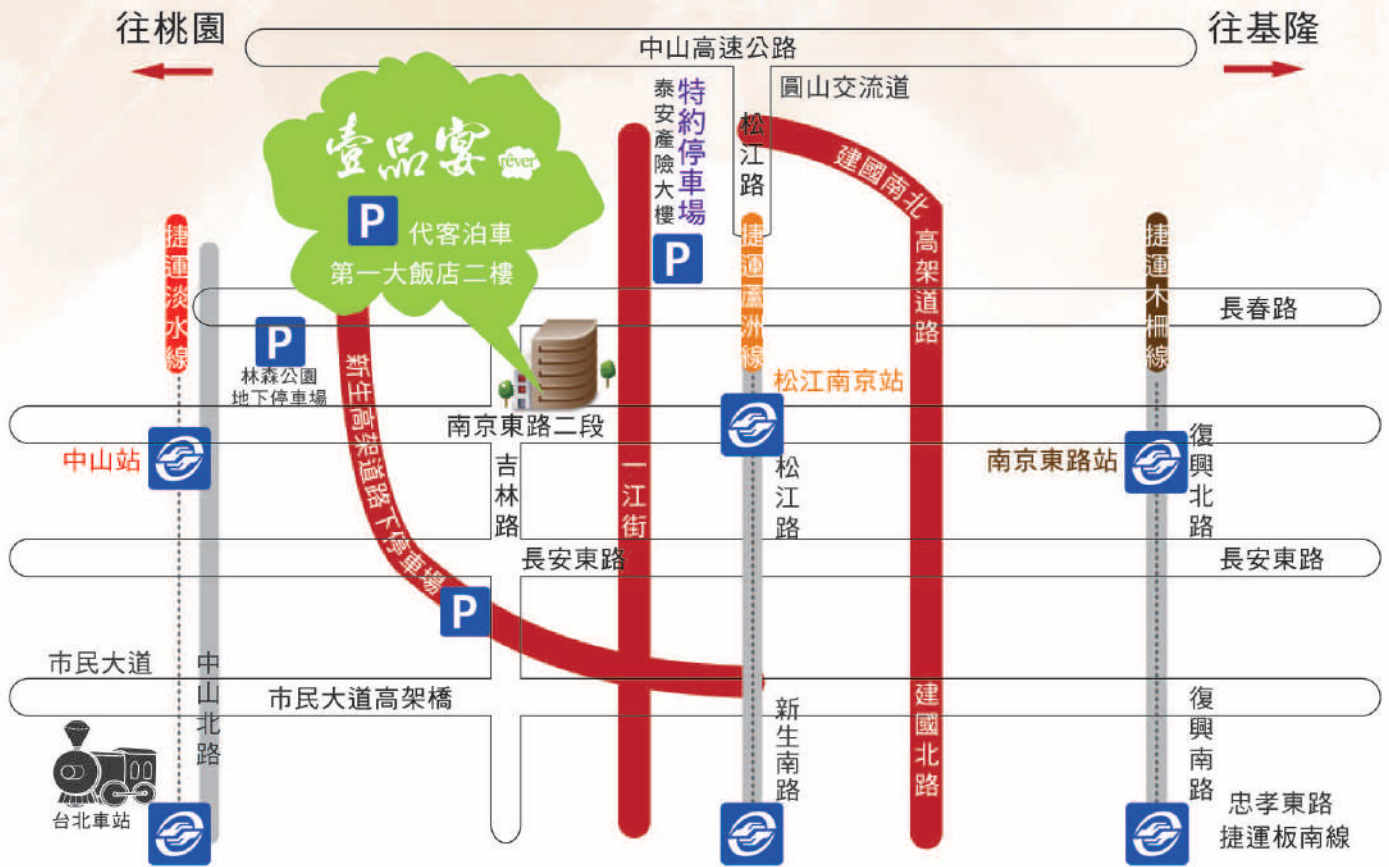 往桃園
中山高速公路
往基隆
圓山交流道
特約停車場
泰安產險大樓
P
松江路
建國南北
高架道路
壹品宴
rêver
P
代客泊車
第一大飯店二樓
捷運淡水線
捷運蘆洲線
捷運木柵線
長春路
P
林森公園
地下停車場
新生高架道路下停車場
P
南京東路二段
松江南京站
中山站
南京東路站
復興北路
吉林路
一江街
松江路
長安東路
長安東路
市民大道
中山北路
市民大道高架橋
新生南路
建國北路
復興南路
台北車站
忠孝東路
捷運板南線